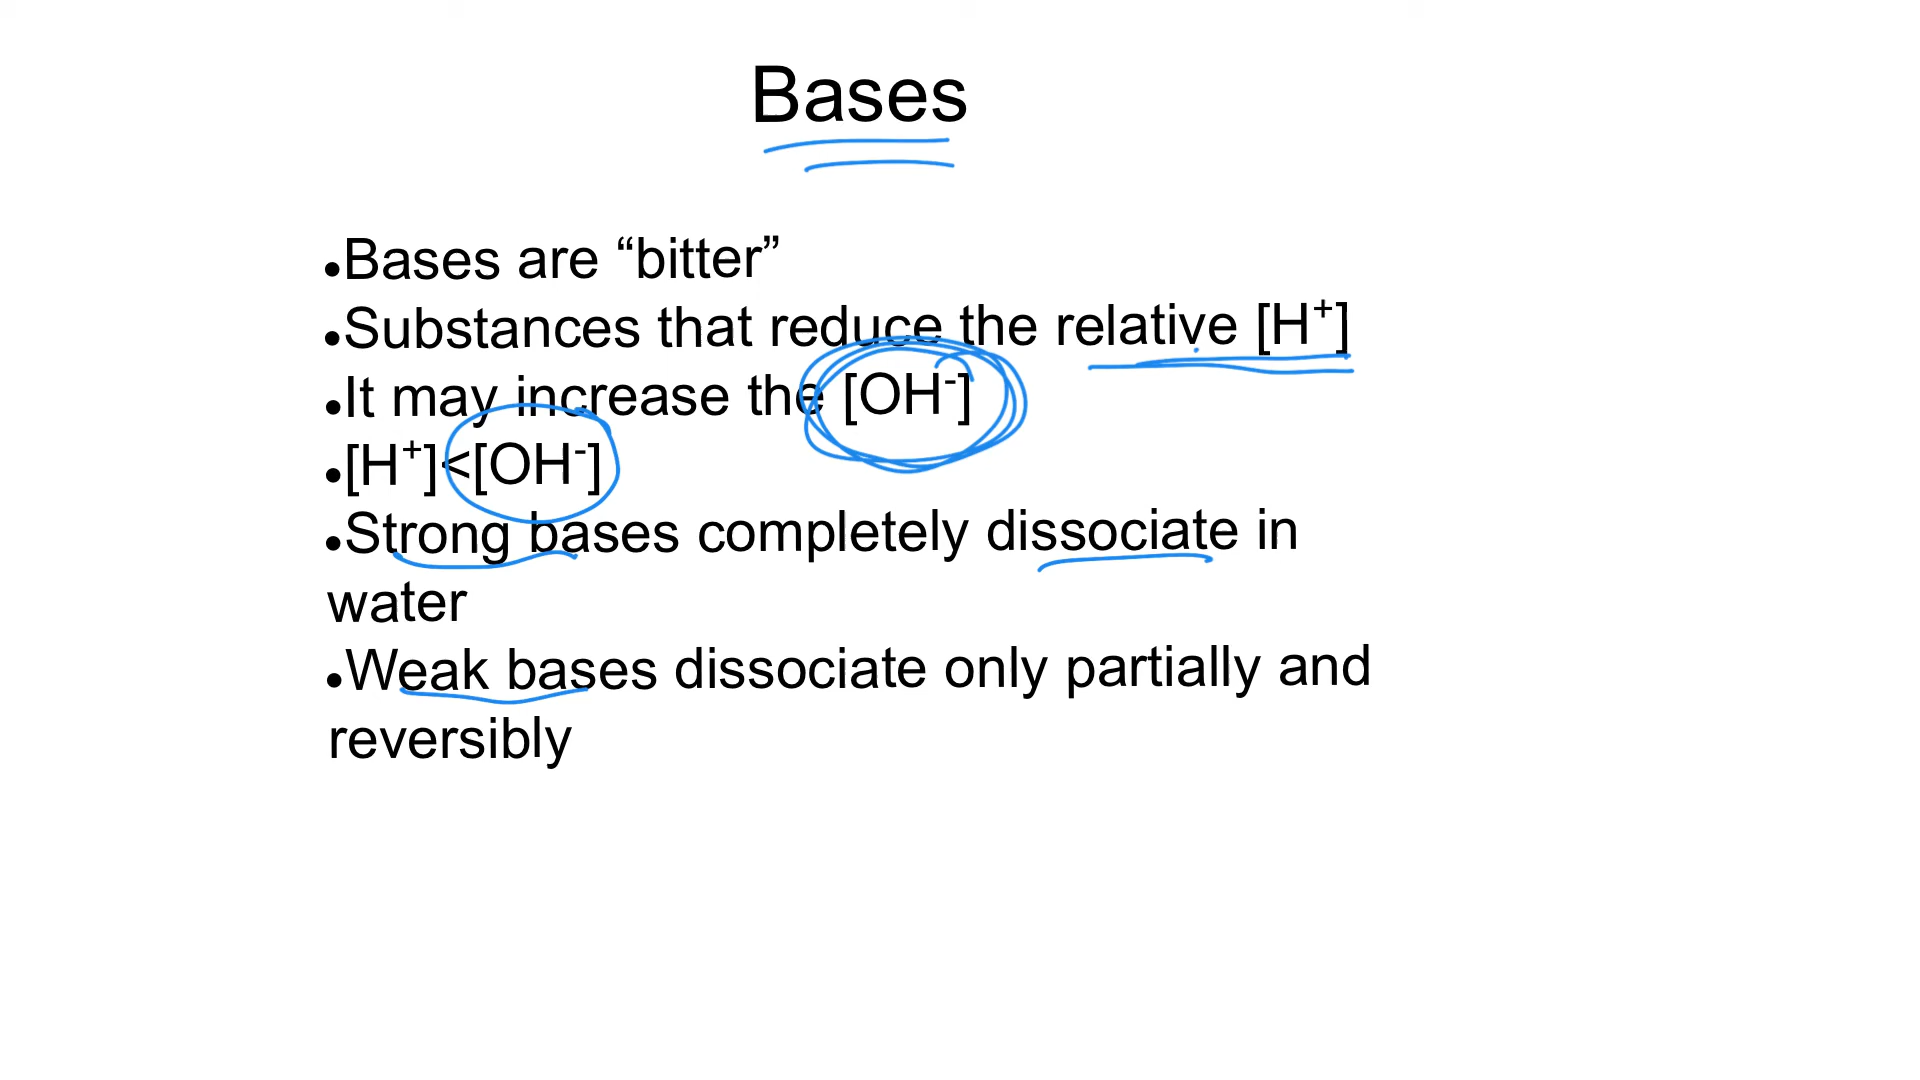 Bases
•Bases are “bitter”
•Substances that reduce the relative [H⁺]
•It may increase the [OH⁻]
•[H⁺]<[OH⁻]
•Strong bases completely dissociate in
water
•Weak bases dissociate only partially and
reversibly